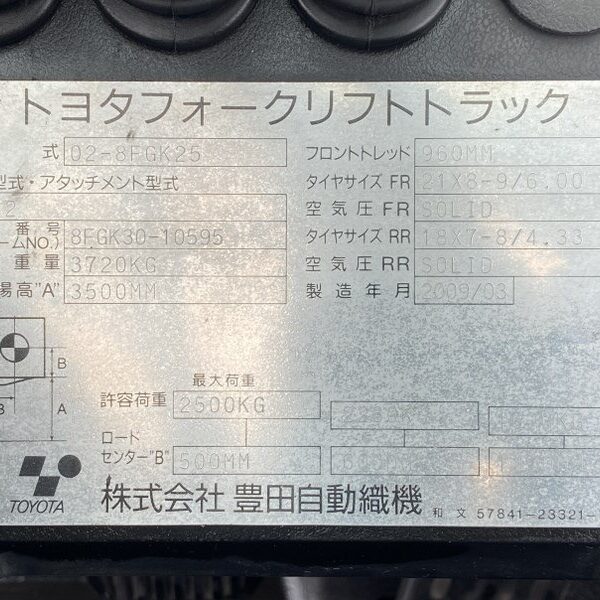 トヨタフォークリフトトラック
式 02-8FGK25 フロントトレッド 960MM
型式・アタッチメント型式 タイヤサイズ FR 21X8-9/6.00
2 空気圧 FR SOLID
番号 8FGK30-10595 タイヤサイズ RR 18X7-8/4.33
ームNO.)
重量 3720KG 空気圧 RR SOLID
揚高"A" 3500MM 製造年月 2009/03
B
B A
最大荷重
許容荷重 2500KG
ロード
センター"B" 500MM
TOYOTA 株式会社 豊田自動織機 和文 57841-23321-